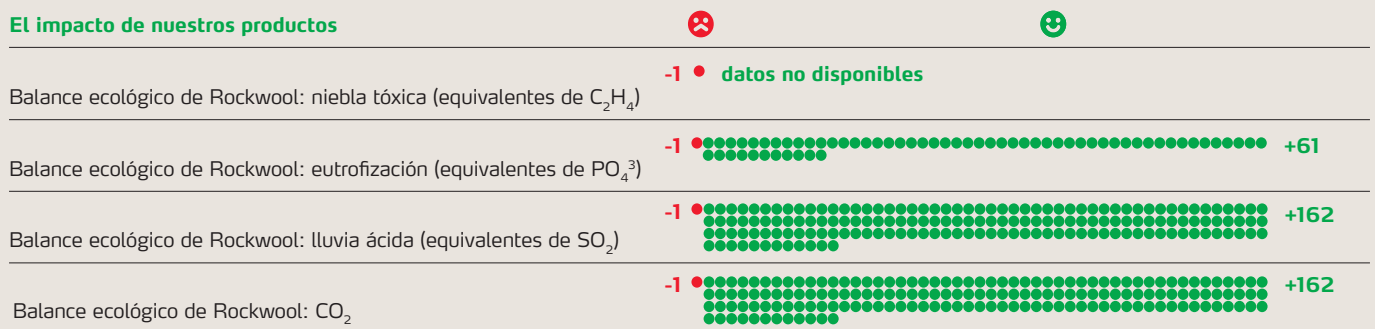 El impacto de nuestros productos
-1 datos no disponibles
Balance ecológico de Rockwool: niebla tóxica (equivalentes de C₂H₄)
-1 +61
Balance ecológico de Rockwool: eutrofización (equivalentes de PO₄³)
-1 +162
Balance ecológico de Rockwool: lluvia ácida (equivalentes de SO₂)
-1 +162
Balance ecológico de Rockwool: CO₂